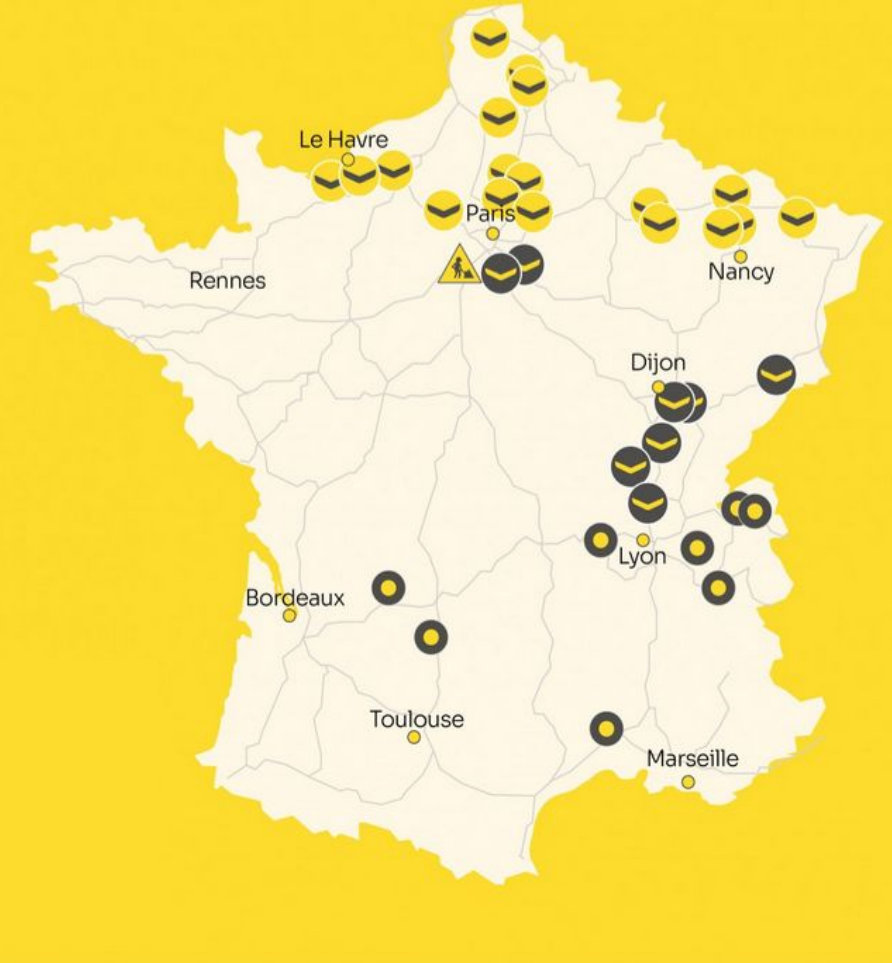 Le Havre
Paris
Rennes
Nancy
Dijon
Lyon
Bordeaux
Toulouse
Marseille